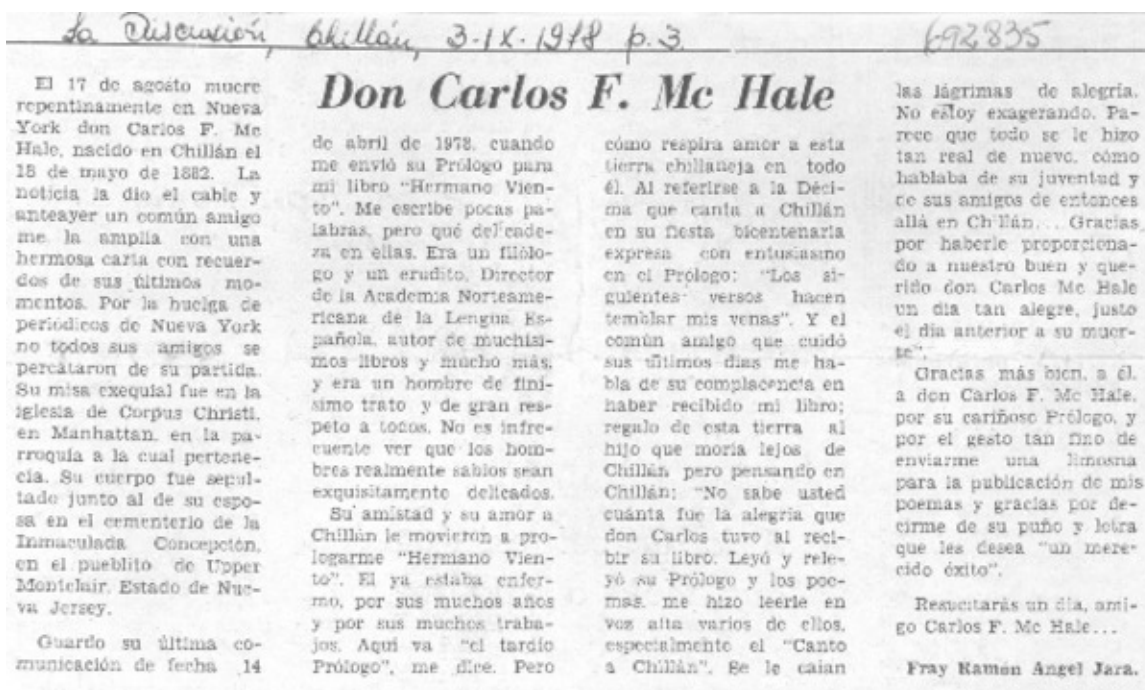 La Discusión, Chillán, 3-IX-1978 p.3.
692835
Don Carlos F. Mc Hale
El 17 de agosto muere
repentinamente en Nueva
York don Carlos F. Mc
Hale, nacido en Chillán el
18 de mayo de 1882. La
noticia la dio el cable y
anteayer un común amigo
me la amplia con una
hermosa carta con recuer-
dos de sus últimos mo-
mentos. Por la huelga de
periódicos de Nueva York
no todos sus amigos se
percataron de su partida.
Su misa exequial fue en la
iglesia de Corpus Christi,
en Manhattan, en la pa-
rroquia a la cual pertene-
cía. Su cuerpo fue sepul-
tado junto al de su espo-
sa en el cementerio de la
Inmaculada Concepción,
en el pueblito de Upper
Montclair, Estado de Nue-
va Jersey.
Guardo su última co-
municación de fecha 14
de abril de 1978, cuando
me envió su Prólogo para
mi libro "Hermano Vien-
to". Me escribe pocas pa-
labras, pero qué delicade-
za en ellas. Era un filólo-
go y un erudito, Director
de la Academia Norteame-
ricana de la Lengua Es-
pañola, autor de muchísi-
mos libros y mucho más,
y era un hombre de finí-
simo trato y de gran res-
peto a todos. No es infre-
cuente ver que los hom-
bres realmente sabios sean
exquisitamente delicados.
Su amistad y su amor a
Chillán le movieron a pro-
logarme "Hermano Vien-
to". El ya estaba enfer-
mo, por sus muchos años
y por sus muchos traba-
jos. Aquí va "el tardío
Prólogo", me dice. Pero
cómo respira amor a esta
tierra chillaneja en todo
él. Al referirse a la Déci-
ma que canta a Chillán
en su fiesta bicentenaria
expresa con entusiasmo
en el Prólogo: "Los si-
guientes versos hacen
temblar mis venas". Y el
común amigo que cuidó
sus últimos días me ha-
bla de su complacencia en
haber recibido mi libro;
regalo de esta tierra al
hijo que moría lejos de
Chillán pero pensando en
Chillán: "No sabe usted
cuánta fue la alegría que
don Carlos tuvo al reci-
bir su libro. Leyó y rele-
yó su Prólogo y los poe-
mas, me hizo leerle en
voz alta varios de ellos,
especialmente el "Canto
a Chillán". Se le caían
las lágrimas de alegría.
No estoy exagerando. Pa-
rece que todo se le hizo
tan real de nuevo, cómo
hablaba de su juventud y
de sus amigos de entonces
allá en Chillán... Gracias
por haberle proporciona-
do a nuestro buen y que-
rido don Carlos Mc Hale
un día tan alegre, justo
el día anterior a su muer-
te".
Gracias más bien, a él,
a don Carlos F. Mc Hale,
por su cariñoso Prólogo, y
por el gesto tan fino de
enviarme una limosna
para la publicación de mis
poemas y gracias por de-
cirme de su puño y letra
que les desea "un mere-
cido éxito".
Resucitarás un día, ami-
go Carlos F. Mc Hale...
Fray Ramón Angel Jara.